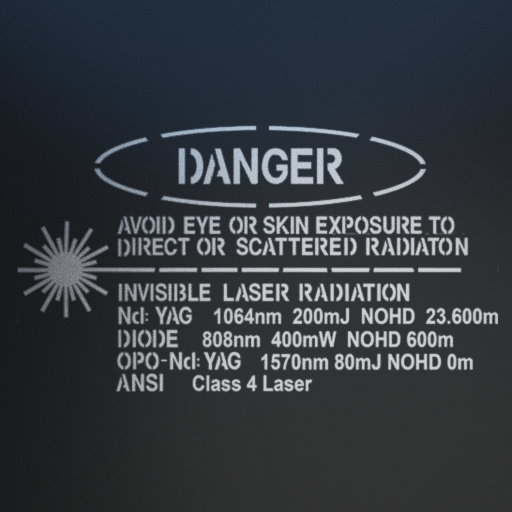 DANGER
AVOID EYE OR SKIN EXPOSURE TO
DIRECT OR SCATTERED RADIATON
INVISIBLE LASER RADIATION
Nd: YAG 1064nm 200mJ NOHD 23.600m
DIODE 808nm 400mW NOHD 600m
OPO-Nd: YAG 1570nm 80mJ NOHD 0m
ANSI Class 4 Laser